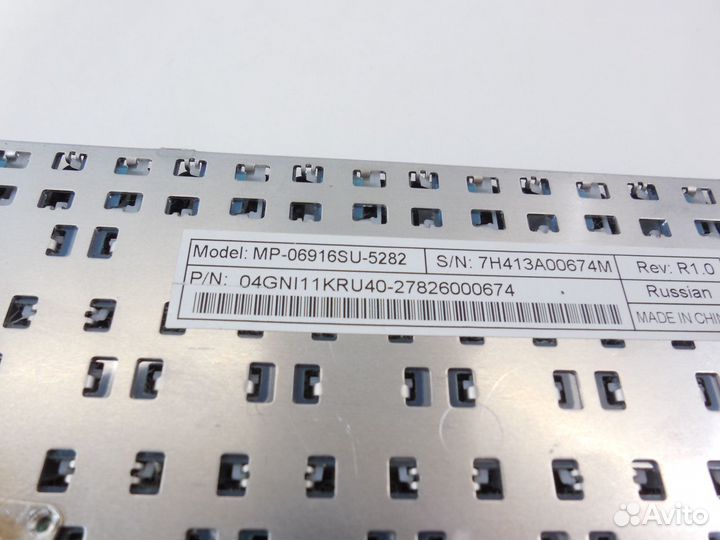 Model: MP-06916SU-5282 S/N: 7H413A00674M Rev: R1.0
P/N: 04GNI11KRU40-27826000674 Russian
MADE IN CHIN
Avito